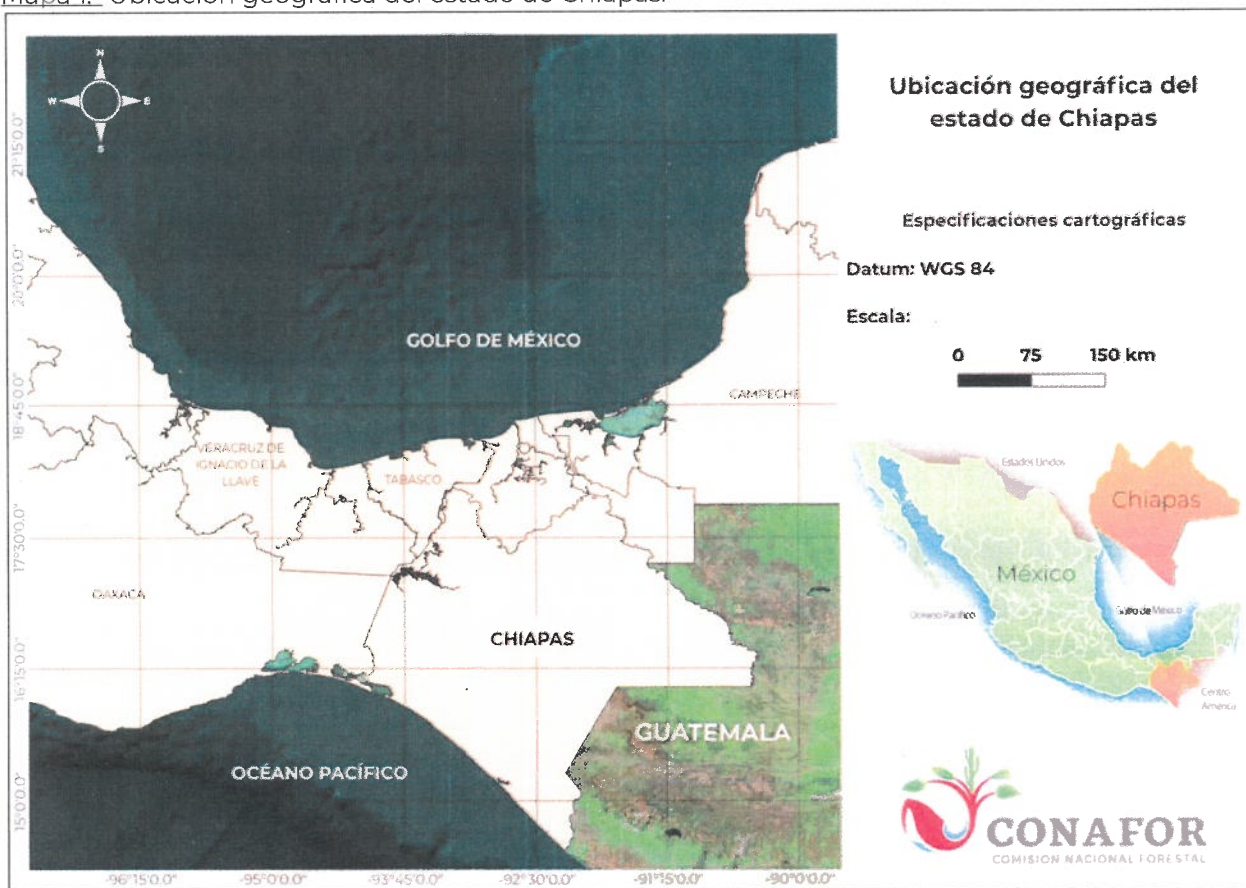 Mapa 1. Ubicación geográfica del estado de Chiapas.
Ubicación geográfica del
estado de Chiapas
Especificaciones cartográficas
Datum: WGS 84
Escala:
0 75 150 km
N
W E
S
21°15'0.0"
20°0'0.0"
18°45'0.0"
17°30'0.0"
16°15'0.0"
15°0'0.0"
GOLFO DE MÉXICO
CAMPECHE
VERACRUZ DE
IGNACIO DE LA
LLAVE
TABASCO
OAXACA
CHIAPAS
GUATEMALA
OCÉANO PACÍFICO
-96°15'0.0" -95°0'0.0" -93°45'0.0" -92°30'0.0" -91°15'0.0" -90°0'0.0"
Estados Unidos
Chiapas
México
Océano Pacífico
Golfo de México
Centro
América
CONAFOR
COMISIÓN NACIONAL FORESTAL